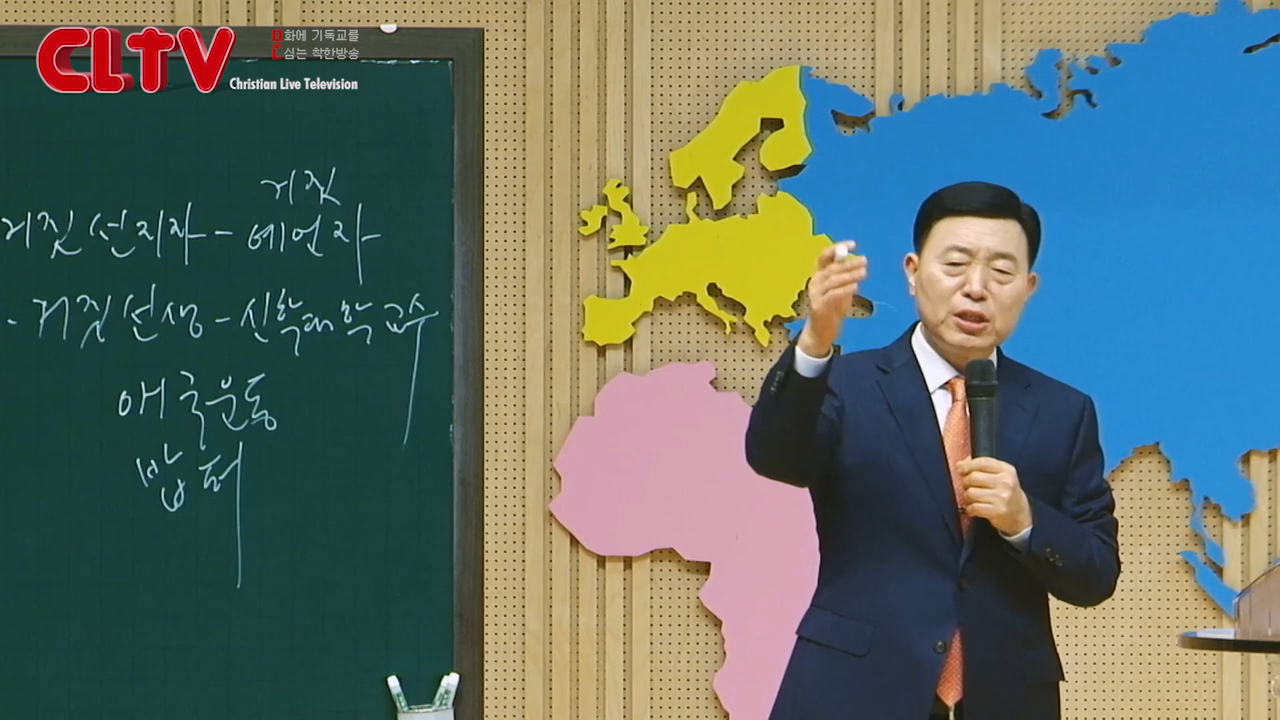 CLTV
문화에 기독교를
심는 착한방송
Christian Live Television
거짓
거짓 선지자 - 예언자
· 거짓선생 - 신학대학교수
애국운동